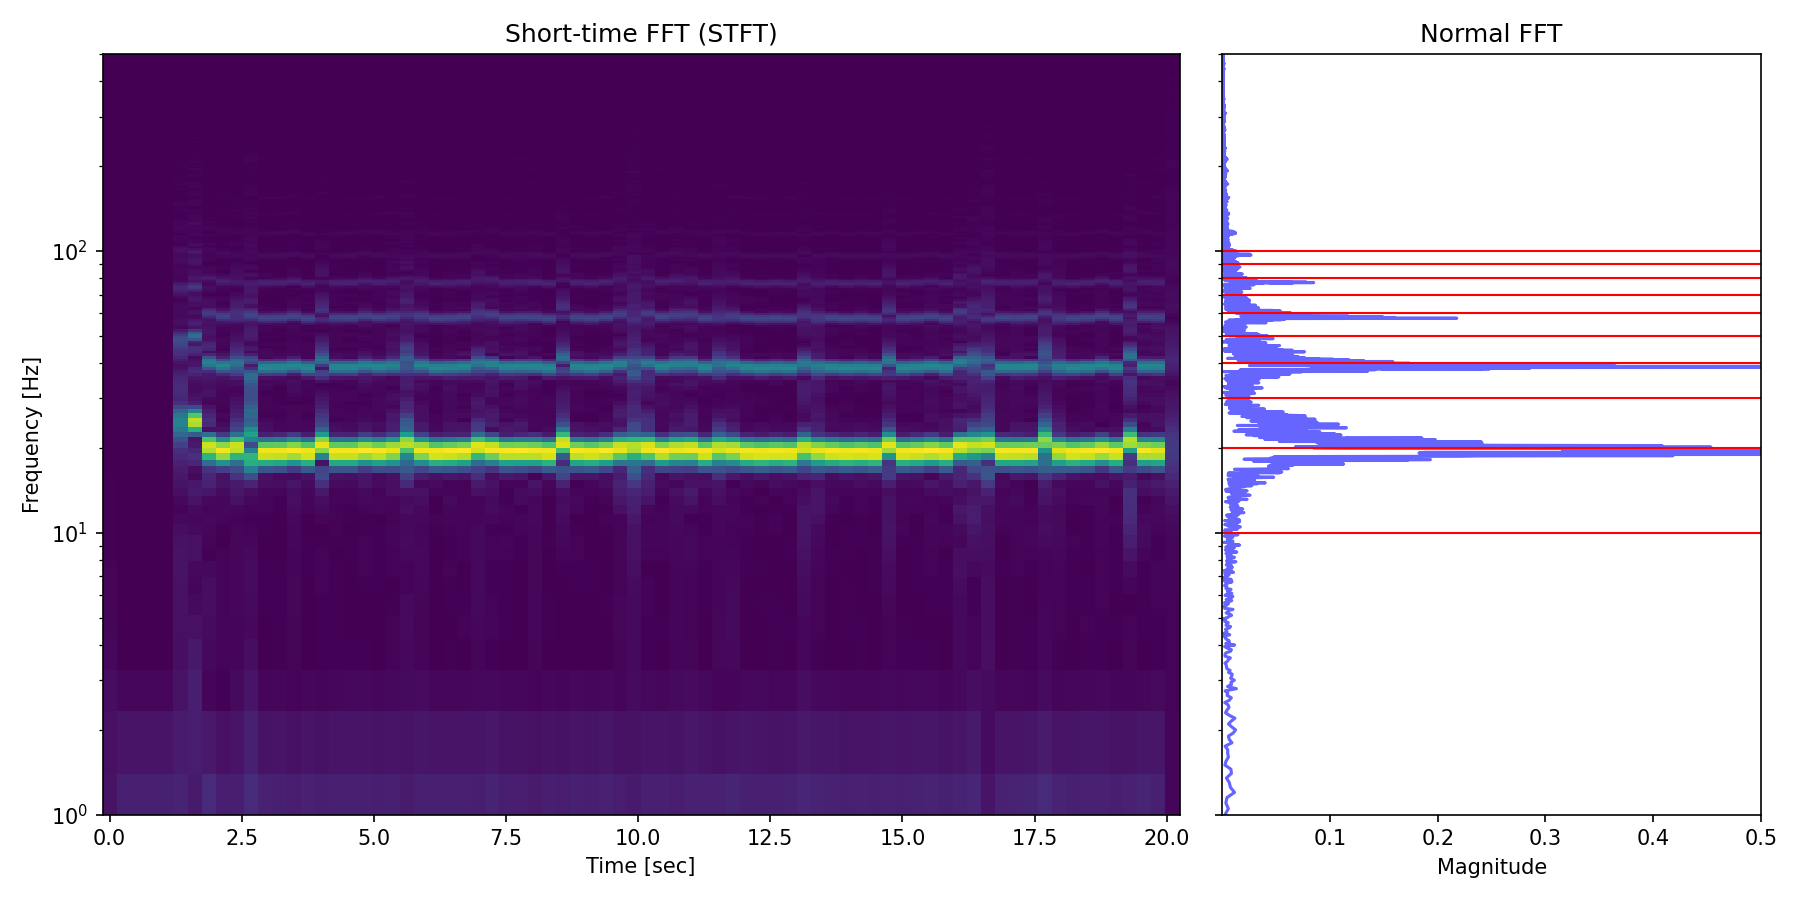 Short-time FFT (STFT)
Normal FFT
Frequency [Hz]
10²
10¹
10⁰
0.0 2.5 5.0 7.5 10.0 12.5 15.0 17.5 20.0
Time [sec]
0.1 0.2 0.3 0.4 0.5
Magnitude